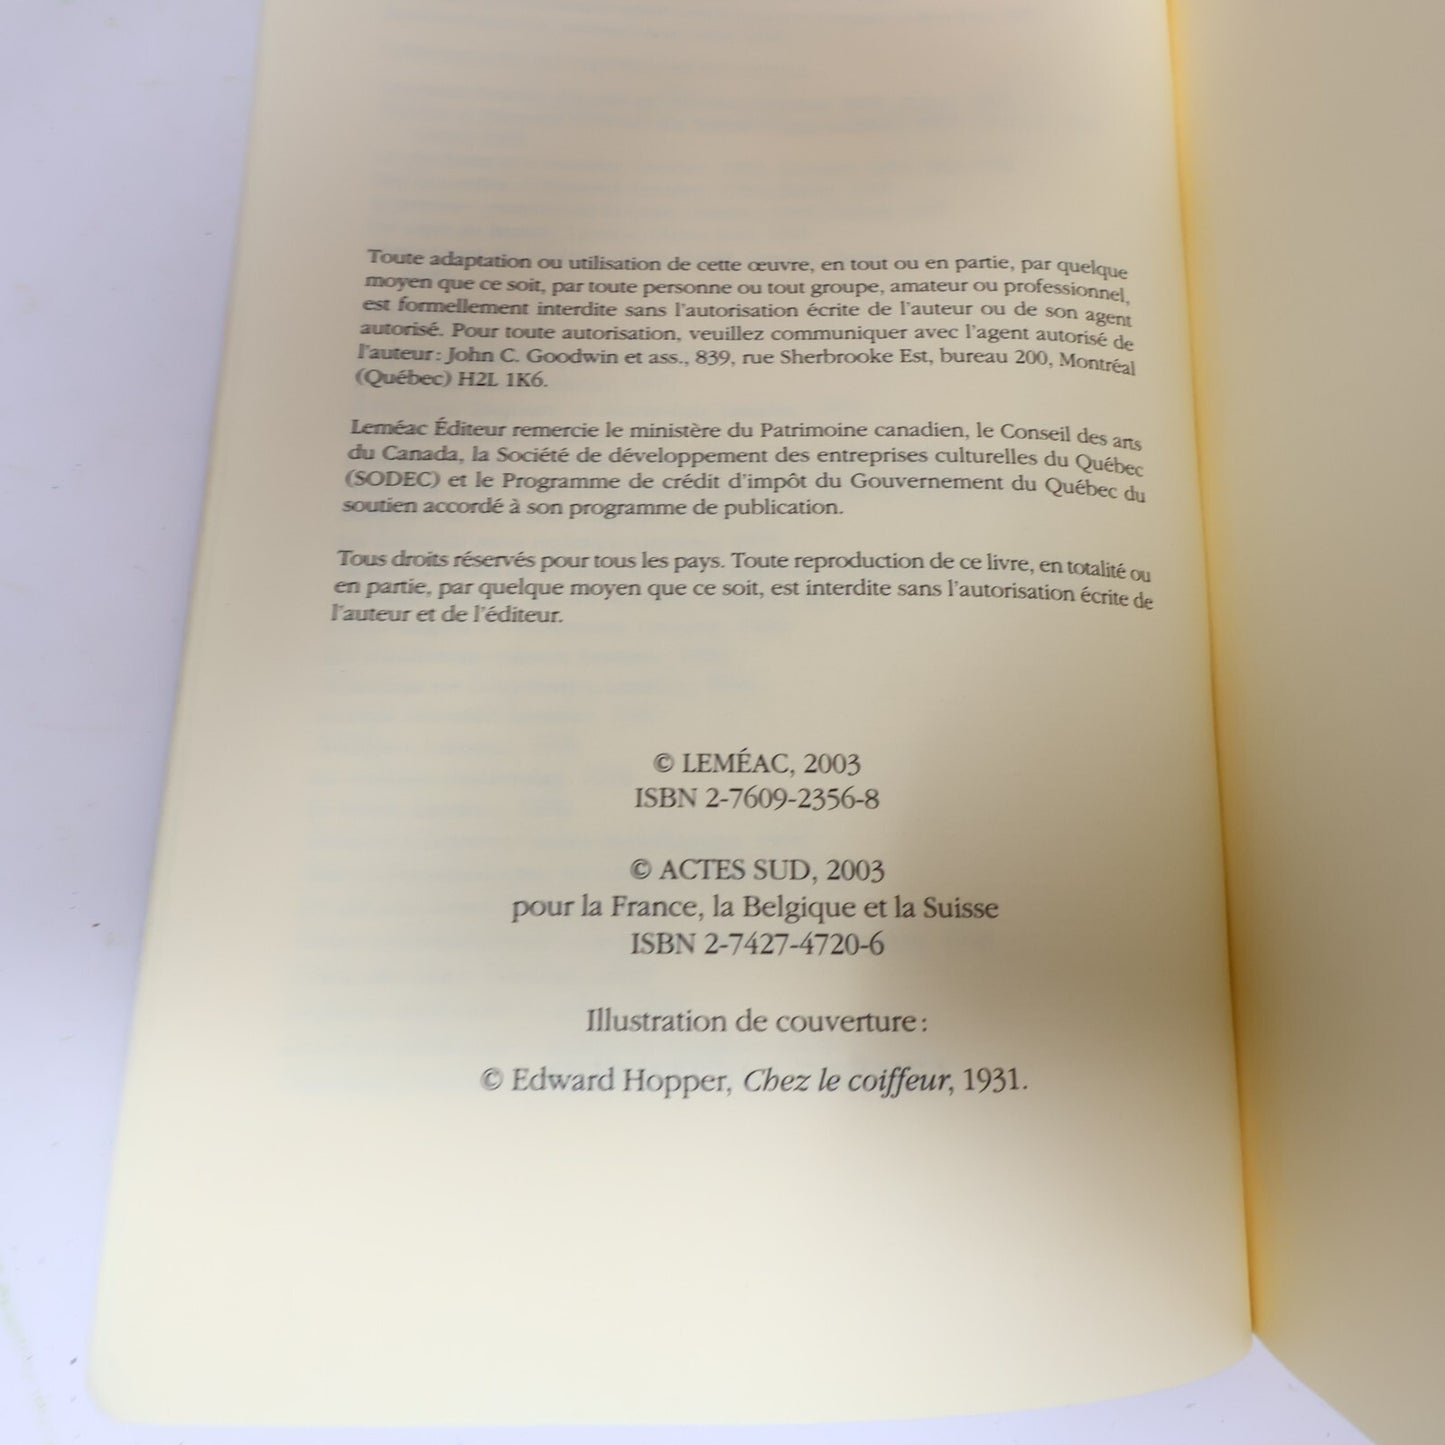 Toute adaptation ou utilisation de cette œuvre, en tout ou en partie, par quelque
moyen que ce soit, par toute personne ou tout groupe, amateur ou professionnel,
est formellement interdite sans l'autorisation écrite de l'auteur ou de son agent
autorisé. Pour toute autorisation, veuillez communiquer avec l'agent autorisé de
l'auteur : John C. Goodwin et ass., 839, rue Sherbrooke Est, bureau 200, Montréal
(Québec) H2L 1K6.
Leméac Éditeur remercie le ministère du Patrimoine canadien, le Conseil des arts
du Canada, la Société de développement des entreprises culturelles du Québec
(SODEC) et le Programme de crédit d'impôt du Gouvernement du Québec du
soutien accordé à son programme de publication.
Tous droits réservés pour tous les pays. Toute reproduction de ce livre, en totalité ou
en partie, par quelque moyen que ce soit, est interdite sans l'autorisation écrite de
l'auteur et de l'éditeur.
© LEMÉAC, 2003
ISBN 2-7609-2356-8
© ACTES SUD, 2003
pour la France, la Belgique et la Suisse
ISBN 2-7427-4720-6
Illustration de couverture :
© Edward Hopper, Chez le coiffeur, 1931.